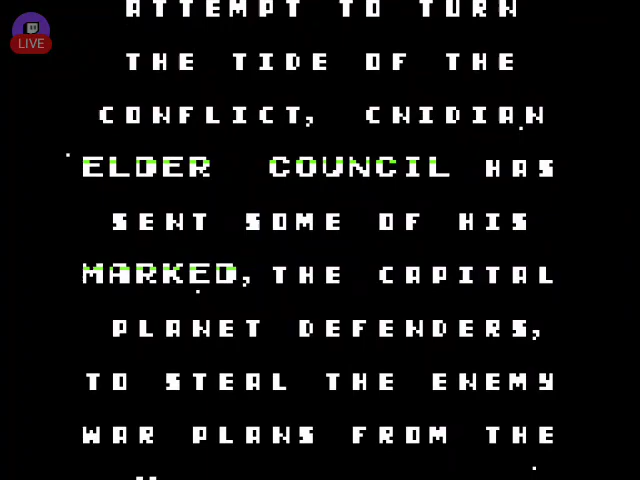 LIVE
ATTEMPT TO TURN
THE TIDE OF THE
CONFLICT, CNIDIAN
ELDER COUNCIL HAS
SENT SOME OF HIS
MARKED, THE CAPITAL
PLANET DEFENDERS,
TO STEAL THE ENEMY
WAR PLANS FROM THE